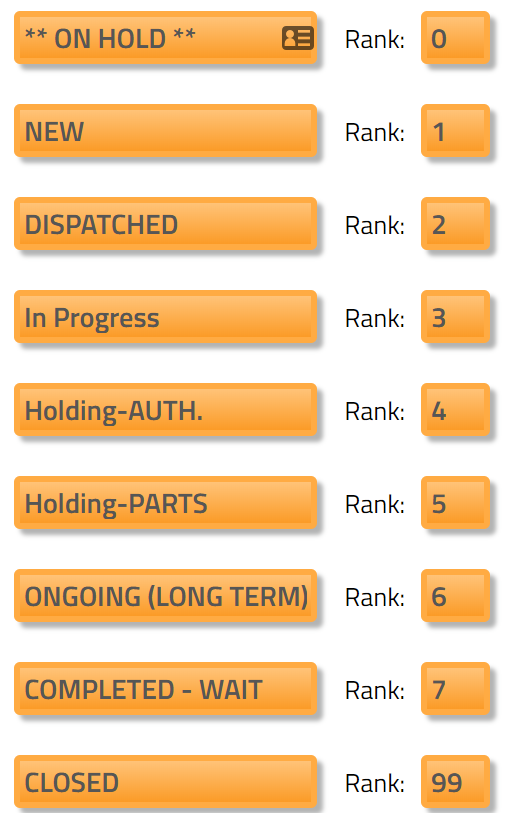 ** ON HOLD ** Rank: 0
NEW Rank: 1
DISPATCHED Rank: 2
In Progress Rank: 3
Holding-AUTH. Rank: 4
Holding-PARTS Rank: 5
ONGOING (LONG TERM) Rank: 6
COMPLETED - WAIT Rank: 7
CLOSED Rank: 99